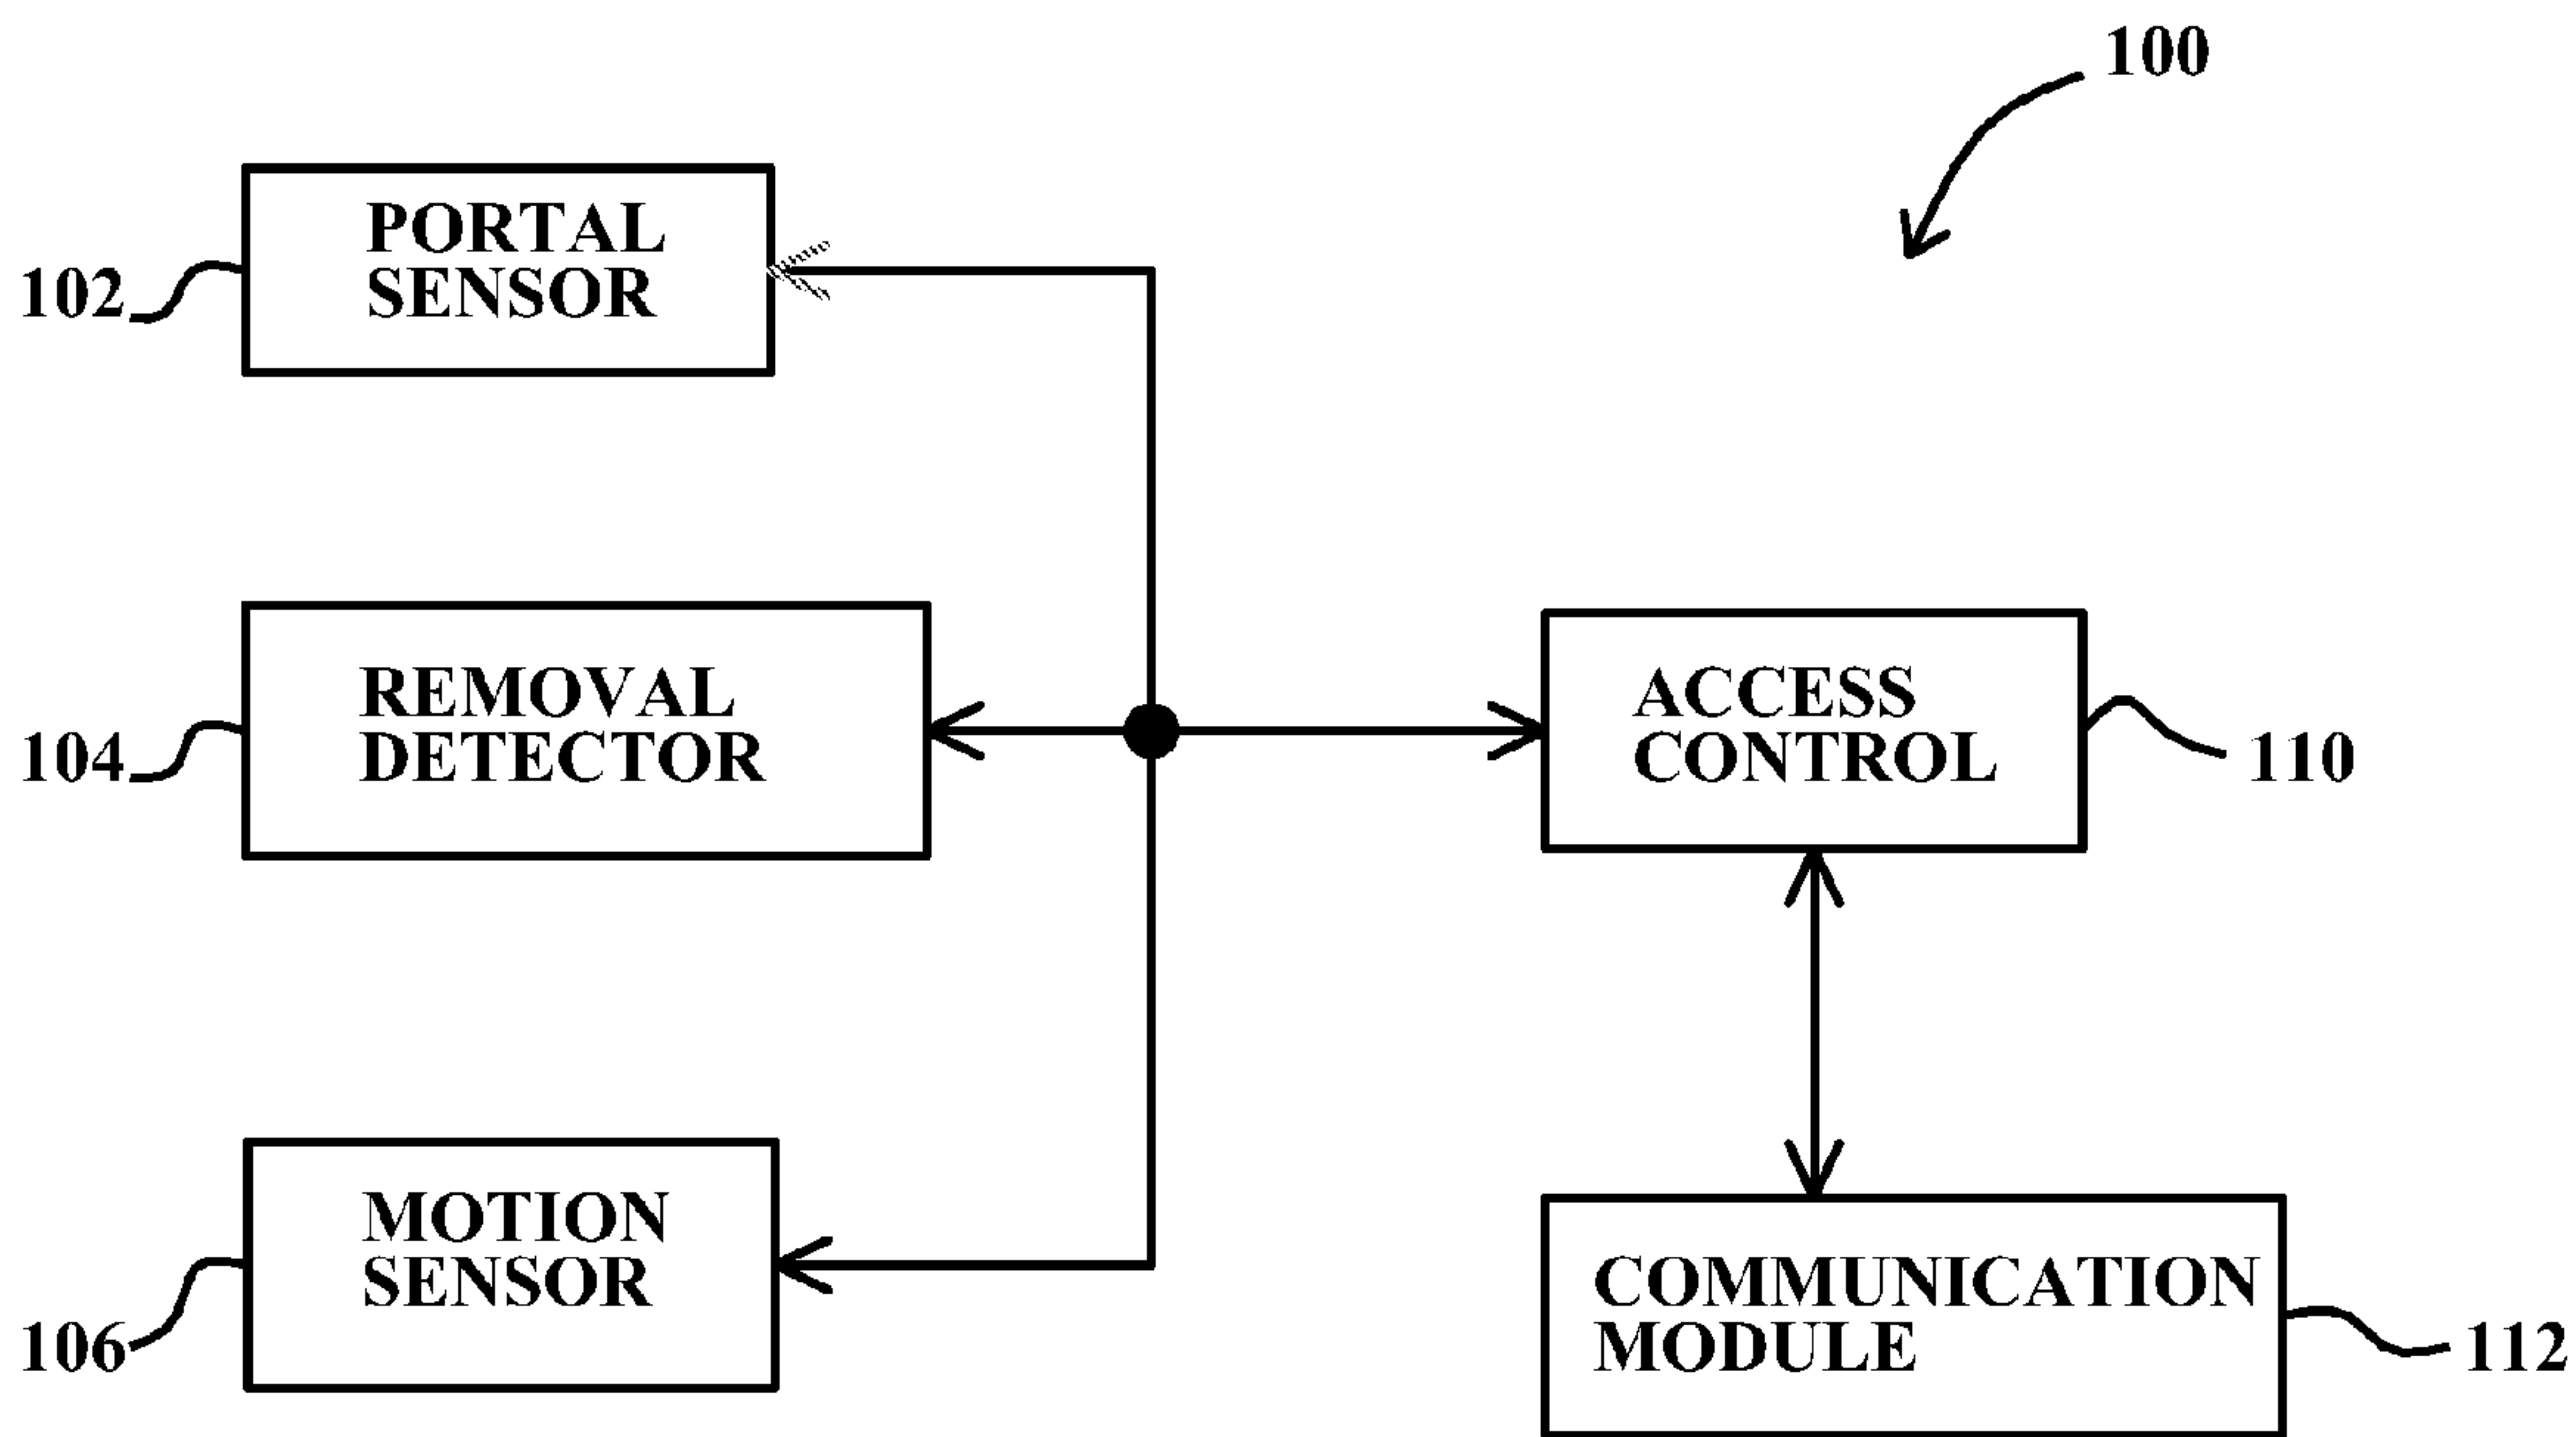 100
PORTAL
SENSOR
102
REMOVAL
DETECTOR
104
ACCESS
CONTROL
110
MOTION
SENSOR
106
COMMUNICATION
MODULE
112